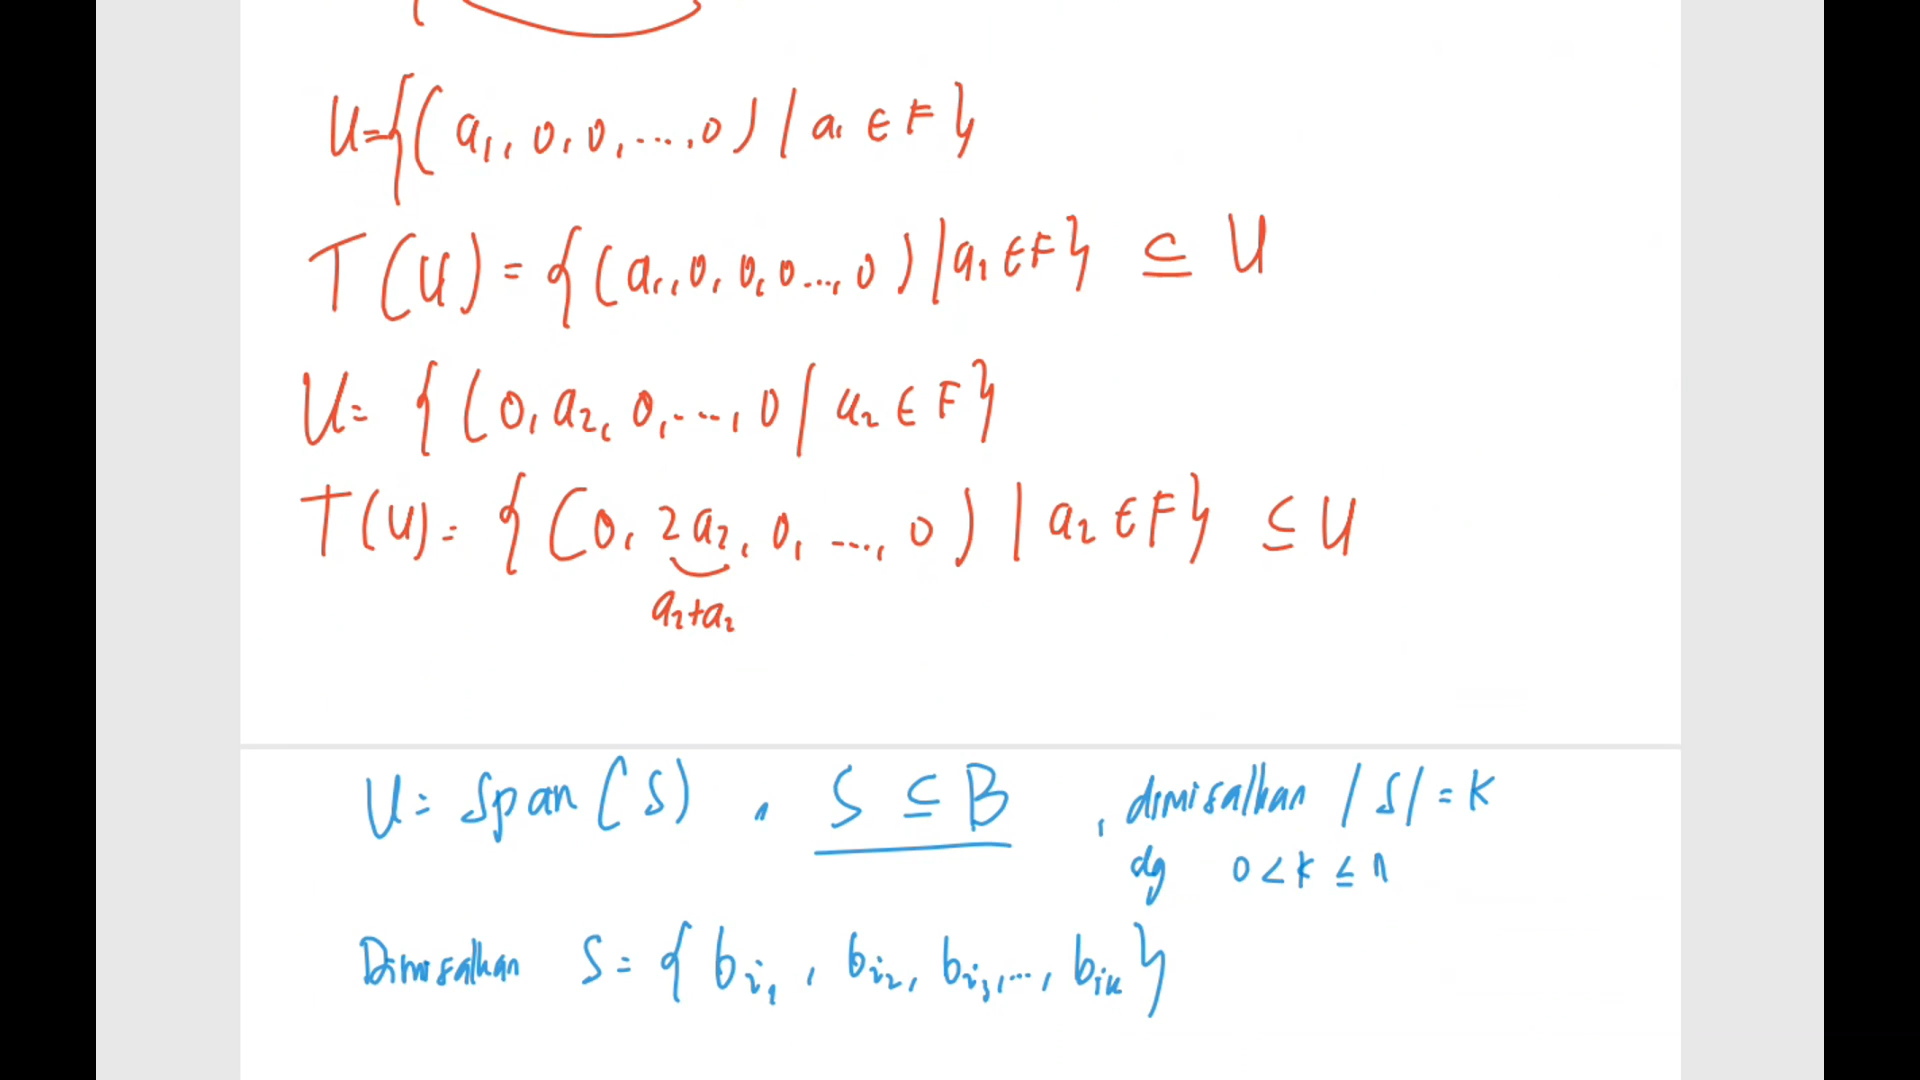 U={(a₁, 0, 0, ..., 0) | a₁ ∈ F}
T(U) = {(a₁, 0, 0, 0 ..., 0) | a₁ ∈ F} ⊆ U
U= {(0, a₂, 0, ..., 0 | a₂ ∈ F}
T(U) = {(0, 2a₂, 0, ..., 0) | a₂ ∈ F} ⊆ U
a₂+a₂
U = span(S) , S ⊆ B , dimisalkan |S| = k
dg 0 < k ≤ n
Dimisalkan S = {b_{i₁}, b_{i₂}, b_{i₃}, ..., b_{ik}}